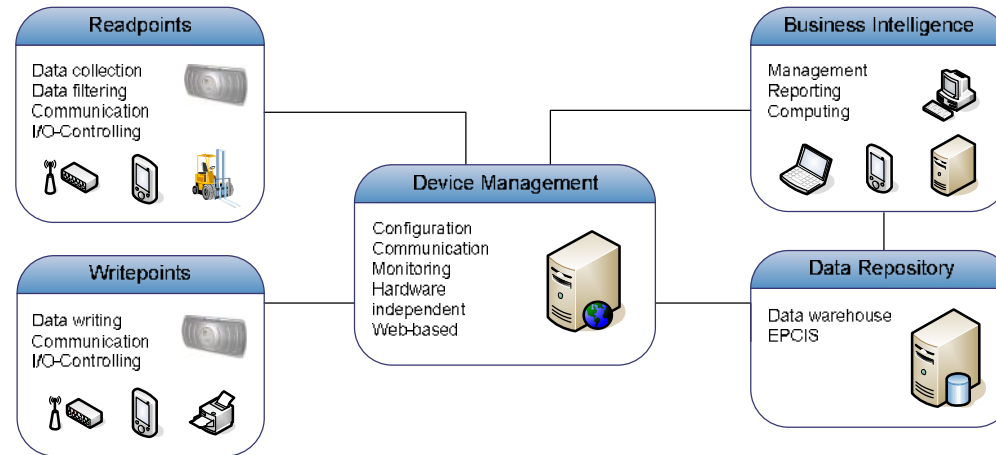 Readpoints
Data collection
Data filtering
Communication
I/O-Controlling
Writepoints
Data writing
Communication
I/O-Controlling
Device Management
Configuration
Communication
Monitoring
Hardware
independent
Web-based
Business Intelligence
Management
Reporting
Computing
Data Repository
Data warehouse
EPCIS